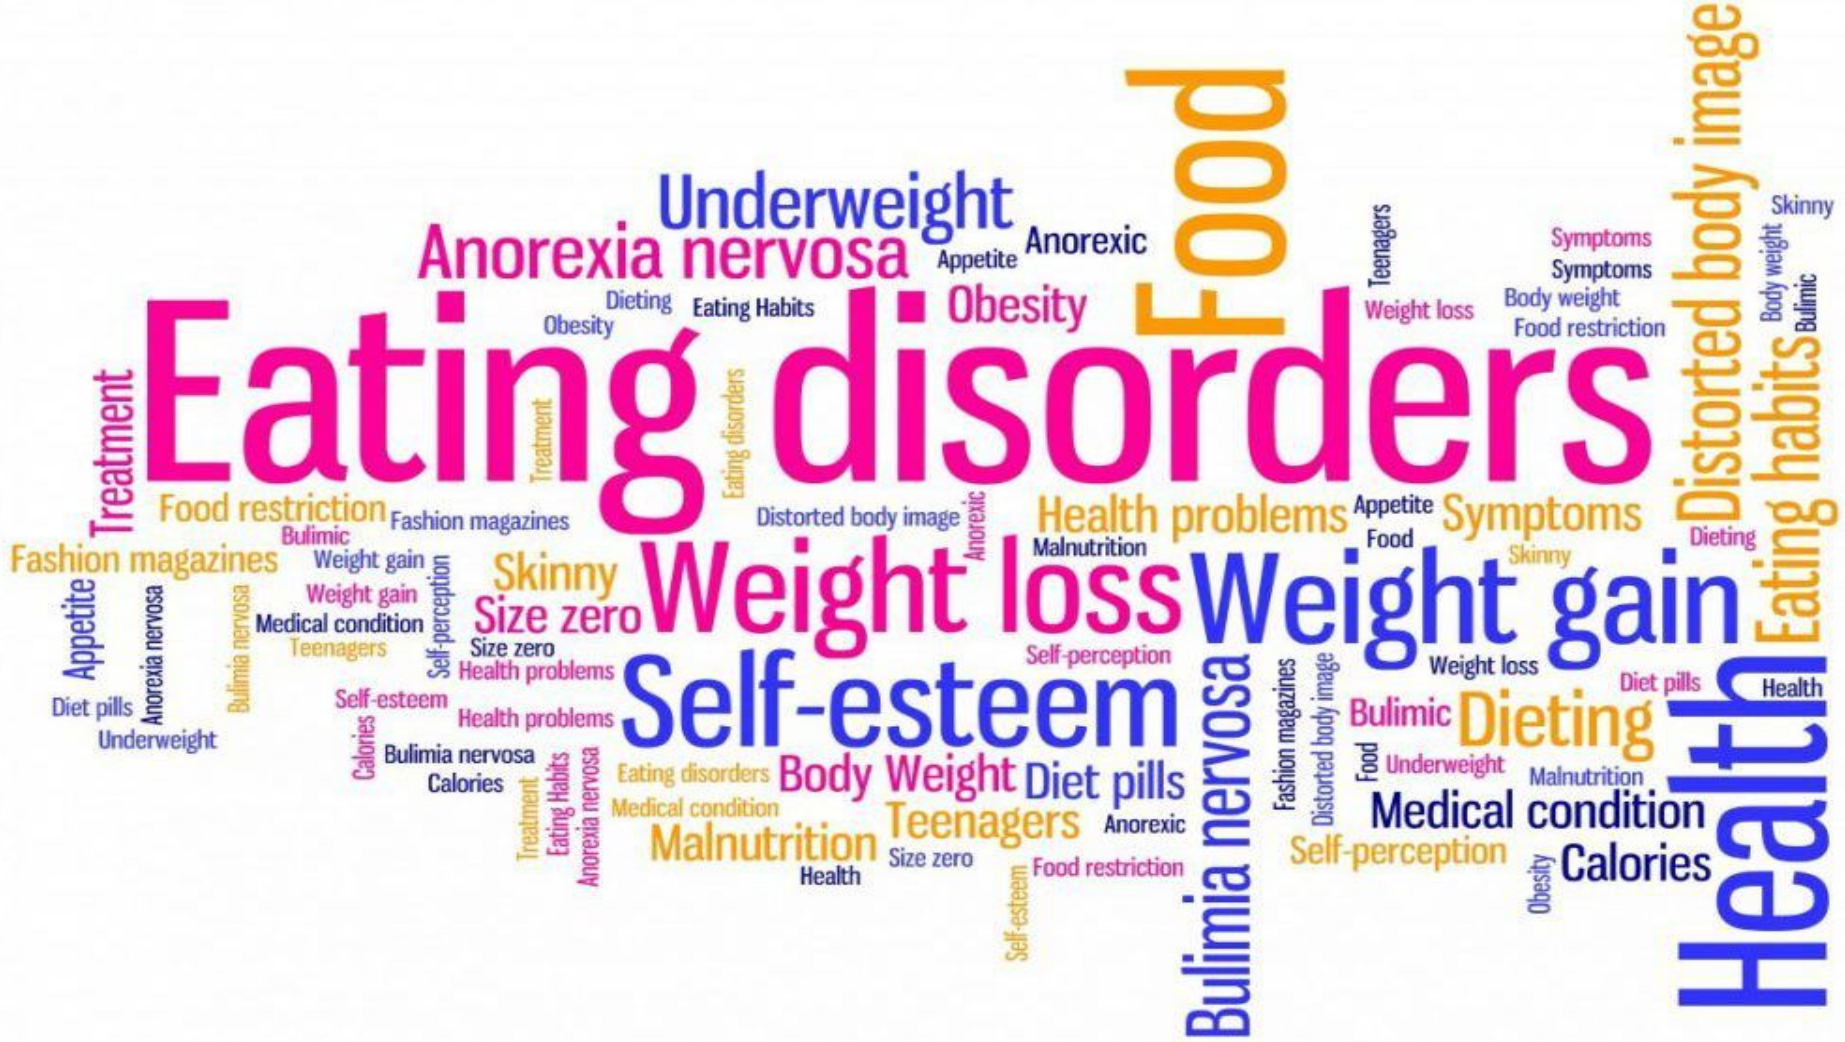 Distorted body image
Food
Underweight
Skinny
Anorexia nervosa
Appetite
Anorexic
Teenagers
Symptoms
Symptoms
Body weight
Bulimic
Dieting
Eating Habits
Obesity
Obesity
Weight loss
Body weight
Food restriction
Eating disorders
Treatment
Treatment
Eating disorders
Eating habits
Food restriction
Fashion magazines
Distorted body image
Anorexic
Health problems
Appetite
Symptoms
Bulimic
Malnutrition
Food
Skinny
Dieting
Fashion magazines
Weight gain
Skinny
Weight loss
Weight gain
Appetite
Anorexia nervosa
Bulimia nervosa
Weight gain
Self-perception
Size zero
Medical condition
Teenagers
Size zero
Health problems
Self-perception
Weight loss
Diet pills
Health
Diet pills
Underweight
Self-esteem
Health problems
Self-esteem
Bulimia nervosa
Fashion magazines
Distorted body image
Bulimic
Dieting
Health
Calories
Bulimia nervosa
Calories
Treatment
Eating Habits
Anorexia nervosa
Eating disorders
Body Weight
Diet pills
Food
Underweight
Malnutrition
Medical condition
Medical condition
Malnutrition
Teenagers
Anorexic
Self-perception
Calories
Health
Size zero
Self-esteem
Food restriction
Obesity